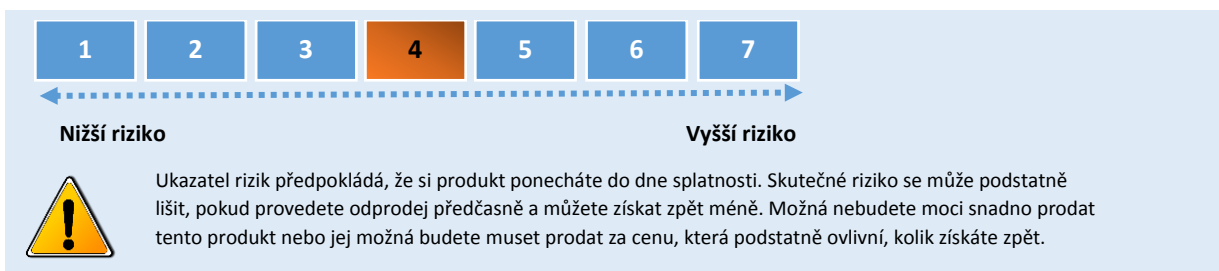 1 2 3 4 5 6 7
Nižší riziko Vyšší riziko
Ukazatel rizik předpokládá, že si produkt ponecháte do dne splatnosti. Skutečné riziko se může podstatně
lišit, pokud provedete odprodej předčasně a můžete získat zpět méně. Možná nebudete moci snadno prodat
tento produkt nebo jej možná budete muset prodat za cenu, která podstatně ovlivní, kolik získáte zpět.